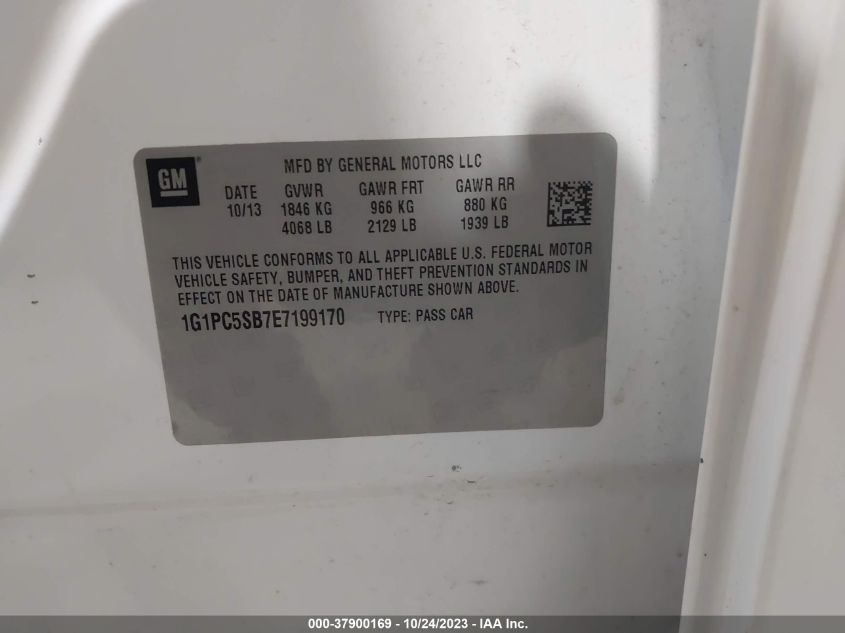 GM
MFD BY GENERAL MOTORS LLC
DATE GVWR GAWR FRT GAWR RR
10/13 1846 KG 966 KG 880 KG
4068 LB 2129 LB 1939 LB
THIS VEHICLE CONFORMS TO ALL APPLICABLE U.S. FEDERAL MOTOR
VEHICLE SAFETY, BUMPER, AND THEFT PREVENTION STANDARDS IN
EFFECT ON THE DATE OF MANUFACTURE SHOWN ABOVE.
1G1PC5SB7E7199170 TYPE: PASS CAR
000-37900169 - 10/24/2023 - IAA Inc.